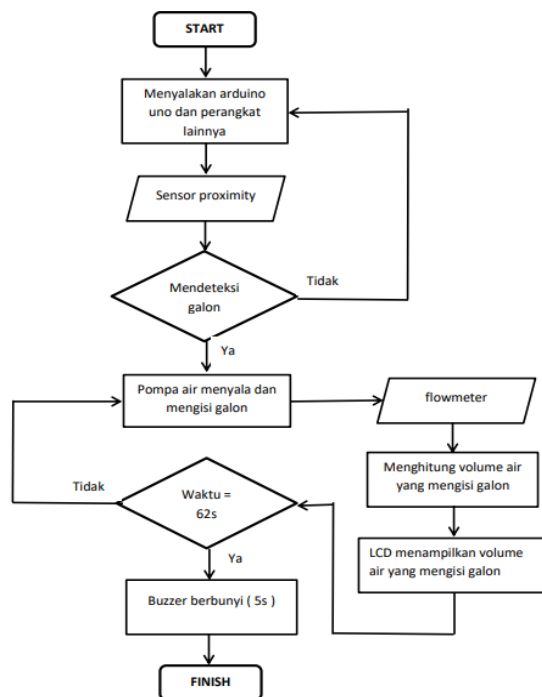 START
Menyalakan arduino
uno dan perangkat
lainnya
Sensor proximity
Mendeteksi
galon
Tidak
Ya
Pompa air menyala dan
mengisi galon
flowmeter
Menghitung volume air
yang mengisi galon
LCD menampilkan volume
air yang mengisi galon
Waktu =
62s
Tidak
Ya
Buzzer berbunyi ( 5s )
FINISH